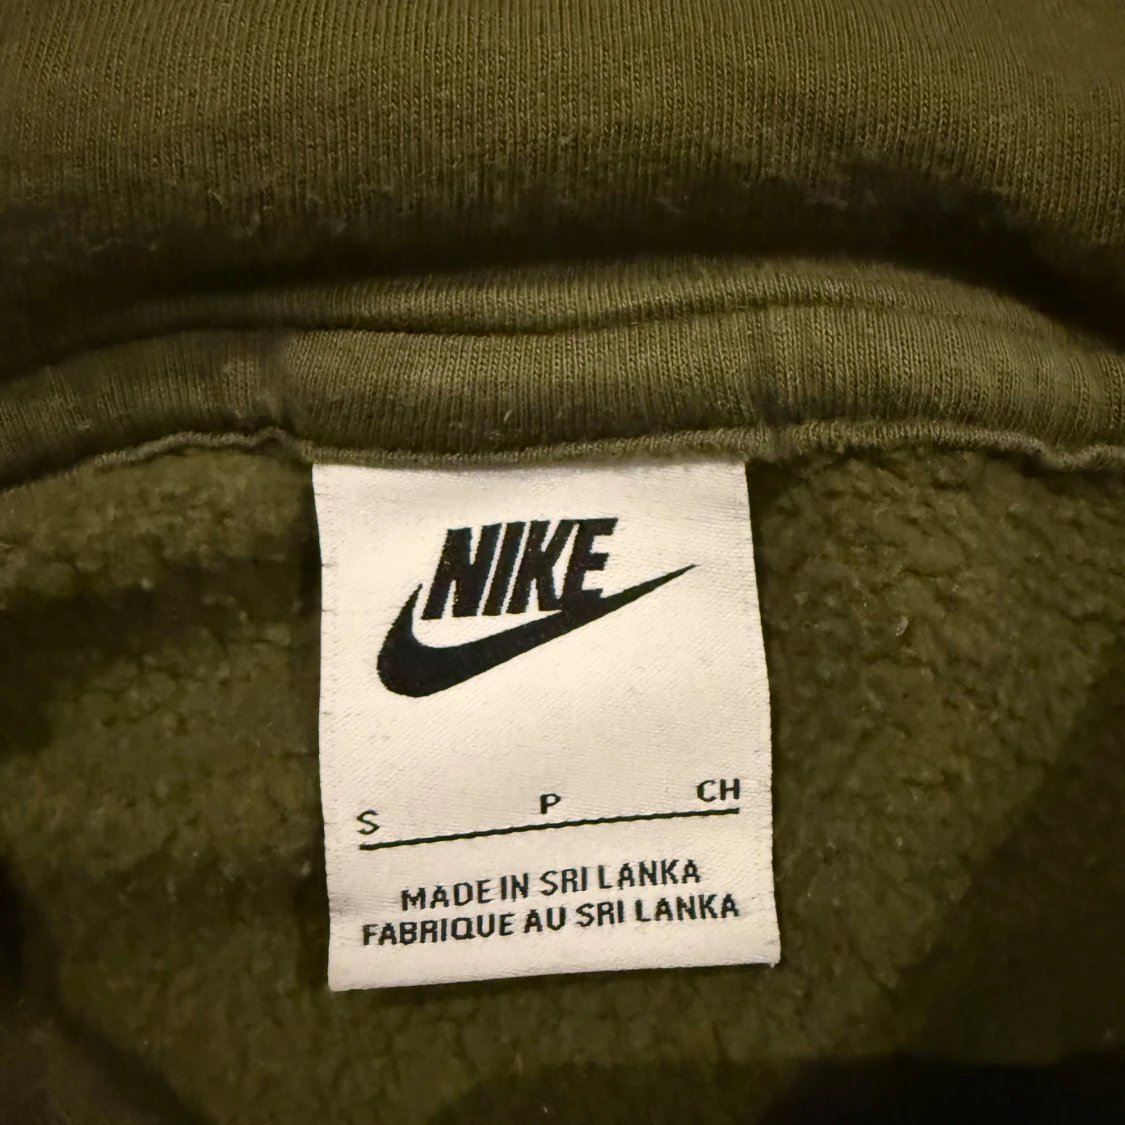 NIKE
S P CH
MADE IN SRI LANKA
FABRIQUE AU SRI LANKA